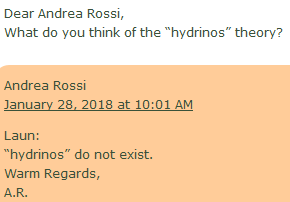 Dear Andrea Rossi,
What do you think of the “hydrinos” theory?
Andrea Rossi
January 28, 2018 at 10:01 AM
Laun:
“hydrinos” do not exist.
Warm Regards,
A.R.